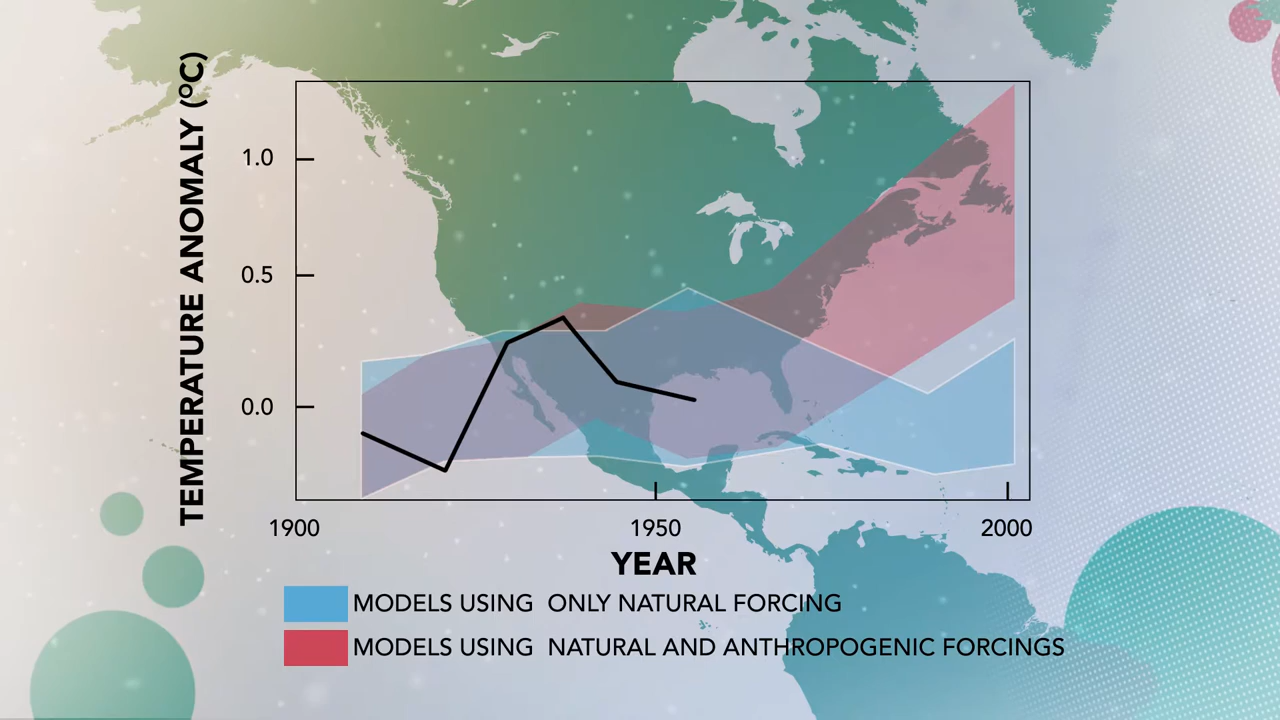 TEMPERATURE ANOMALY (ºC)
1.0
0.5
0.0
1900 1950 2000
YEAR
MODELS USING ONLY NATURAL FORCING
MODELS USING NATURAL AND ANTHROPOGENIC FORCINGS